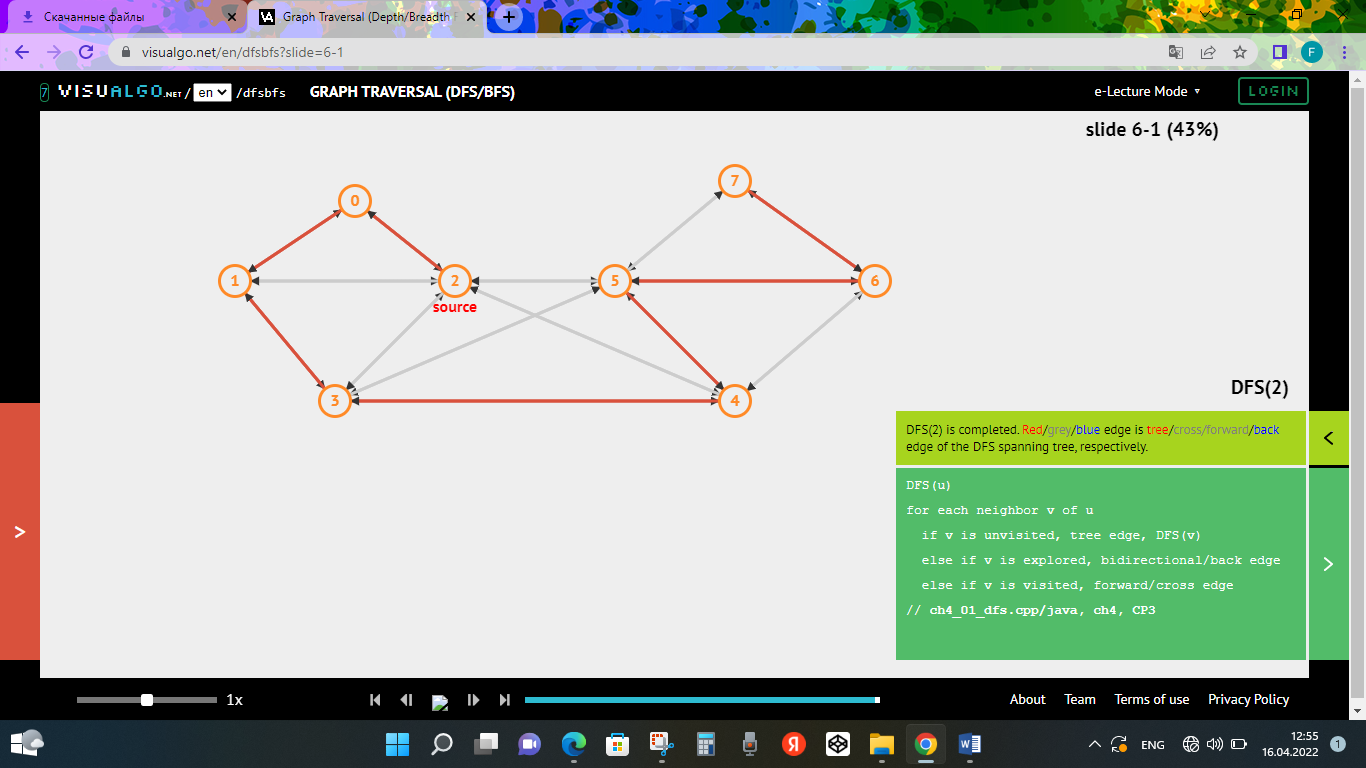 Скачанные файлы
Graph Traversal (Depth/Breadth F
visualgo.net/en/dfsbfs?slide=6-1
F
7 VISUALGO.NET / en /dfsbfs GRAPH TRAVERSAL (DFS/BFS) e-Lecture Mode ▼ LOGIN
slide 6-1 (43%)
7
0
1 2 5 6
source
3 4
DFS(2)
DFS(2) is completed. Red/grey/blue edge is tree/cross/forward/back
edge of the DFS spanning tree, respectively.
DFS(u)
for each neighbor v of u
if v is unvisited, tree edge, DFS(v)
else if v is explored, bidirectional/back edge
else if v is visited, forward/cross edge
// ch4_01_dfs.cpp/java, ch4, CP3
1x About Team Terms of use Privacy Policy
Я ENG 12:55
16.04.2022 1